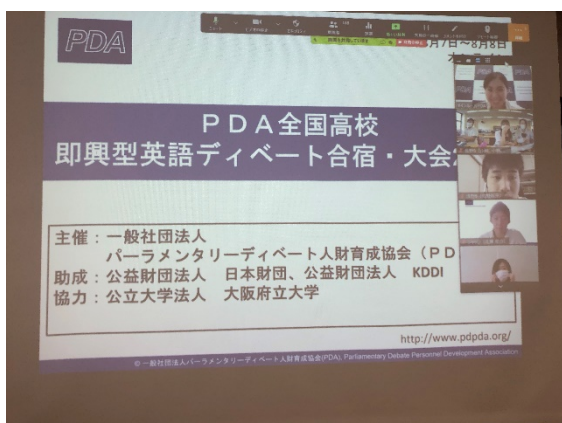 PDA
月7日~8月8日
PDA全国高校
即興型英語ディベート合宿・大会
主催:一般社団法人
パーラメンタリーディベート人財育成協会(PD
助成:公益財団法人 日本財団、公益財団法人 KDDI
協力:公立大学法人 大阪府立大学
http://www.pdpda.org/
© 一般社団法人パーラメンタリーディベート人財育成協会(PDA), Parliamentary Debate Personnel Development Association